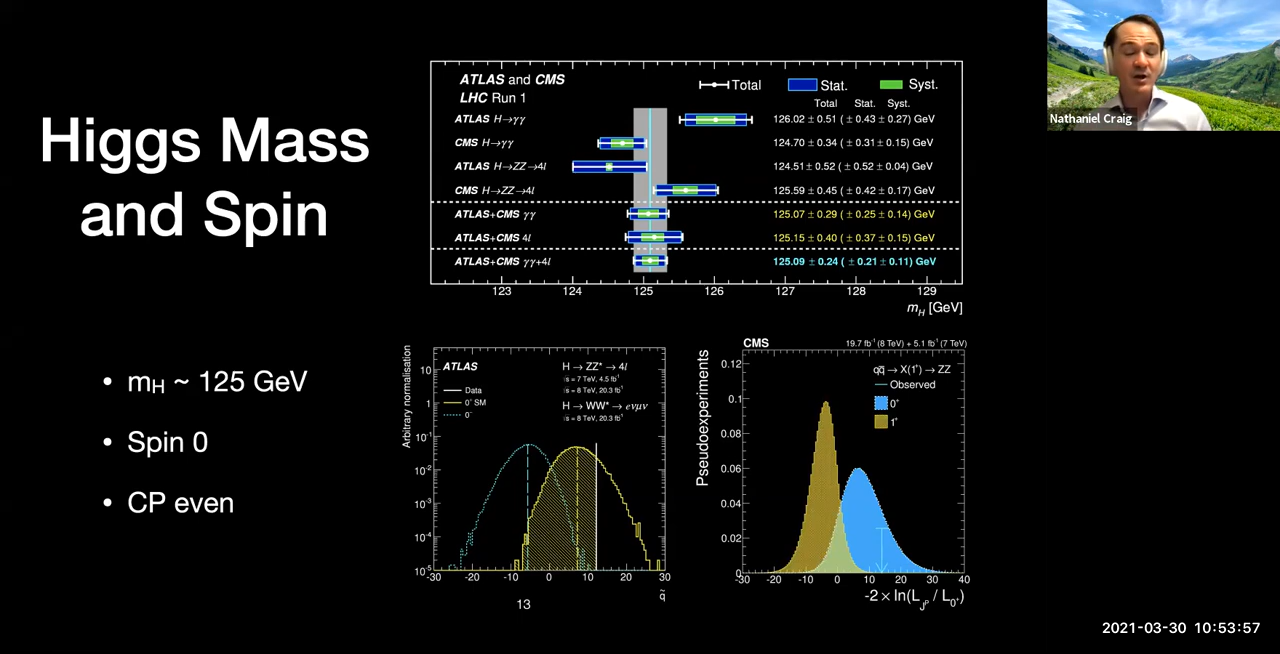 Higgs Mass
and Spin
• mH ~ 125 GeV
• Spin 0
• CP even
ATLAS and CMS
LHC Run 1
Total
Stat.
Syst.
Total Stat. Syst.
ATLAS H→γγ 126.02 ± 0.51 ( ± 0.43 ± 0.27) GeV
CMS H→γγ 124.70 ± 0.34 ( ± 0.31 ± 0.15) GeV
ATLAS H→ZZ→4l 124.51 ± 0.52 ( ± 0.52 ± 0.04) GeV
CMS H→ZZ→4l 125.59 ± 0.45 ( ± 0.42 ± 0.17) GeV
ATLAS+CMS γγ 125.07 ± 0.29 ( ± 0.25 ± 0.14) GeV
ATLAS+CMS 4l 125.15 ± 0.40 ( ± 0.37 ± 0.15) GeV
ATLAS+CMS γγ+4l 125.09 ± 0.24 ( ± 0.21 ± 0.11) GeV
123 124 125 126 127 128 129
mH [GeV]
Nathaniel Craig
Arbitrary normalisation
10
1
10⁻¹
10⁻²
10⁻³
10⁻⁴
10⁻⁵
ATLAS
Data
0⁺ SM
0⁻
H → ZZ* → 4l
√s = 7 TeV, 4.5 fb⁻¹
√s = 8 TeV, 20.3 fb⁻¹
H → WW* → eνμν
√s = 8 TeV, 20.3 fb⁻¹
-30 -20 -10 0 10 20 30
q̃
CMS 19.7 fb⁻¹ (8 TeV) + 5.1 fb⁻¹ (7 TeV)
Pseudoexperiments
0.12
0.1
0.08
0.06
0.04
0.02
0
qq̄ → X(1⁺) → ZZ
Observed
0⁺
1⁺
-30 -20 -10 0 10 20 30 40
-2 × ln(L_Jᴾ / L_0⁺)
13
2021-03-30 10:53:57